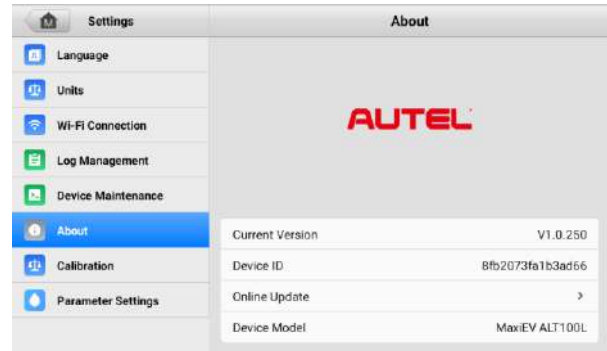 Settings
About
Language
Units
Wi-Fi Connection
Log Management
Device Maintenance
About
Calibration
Parameter Settings
AUTEL
Current Version V1.0.250
Device ID 8fb2073fa1b3ad66
Online Update >
Device Model MaxiEV ALT100L